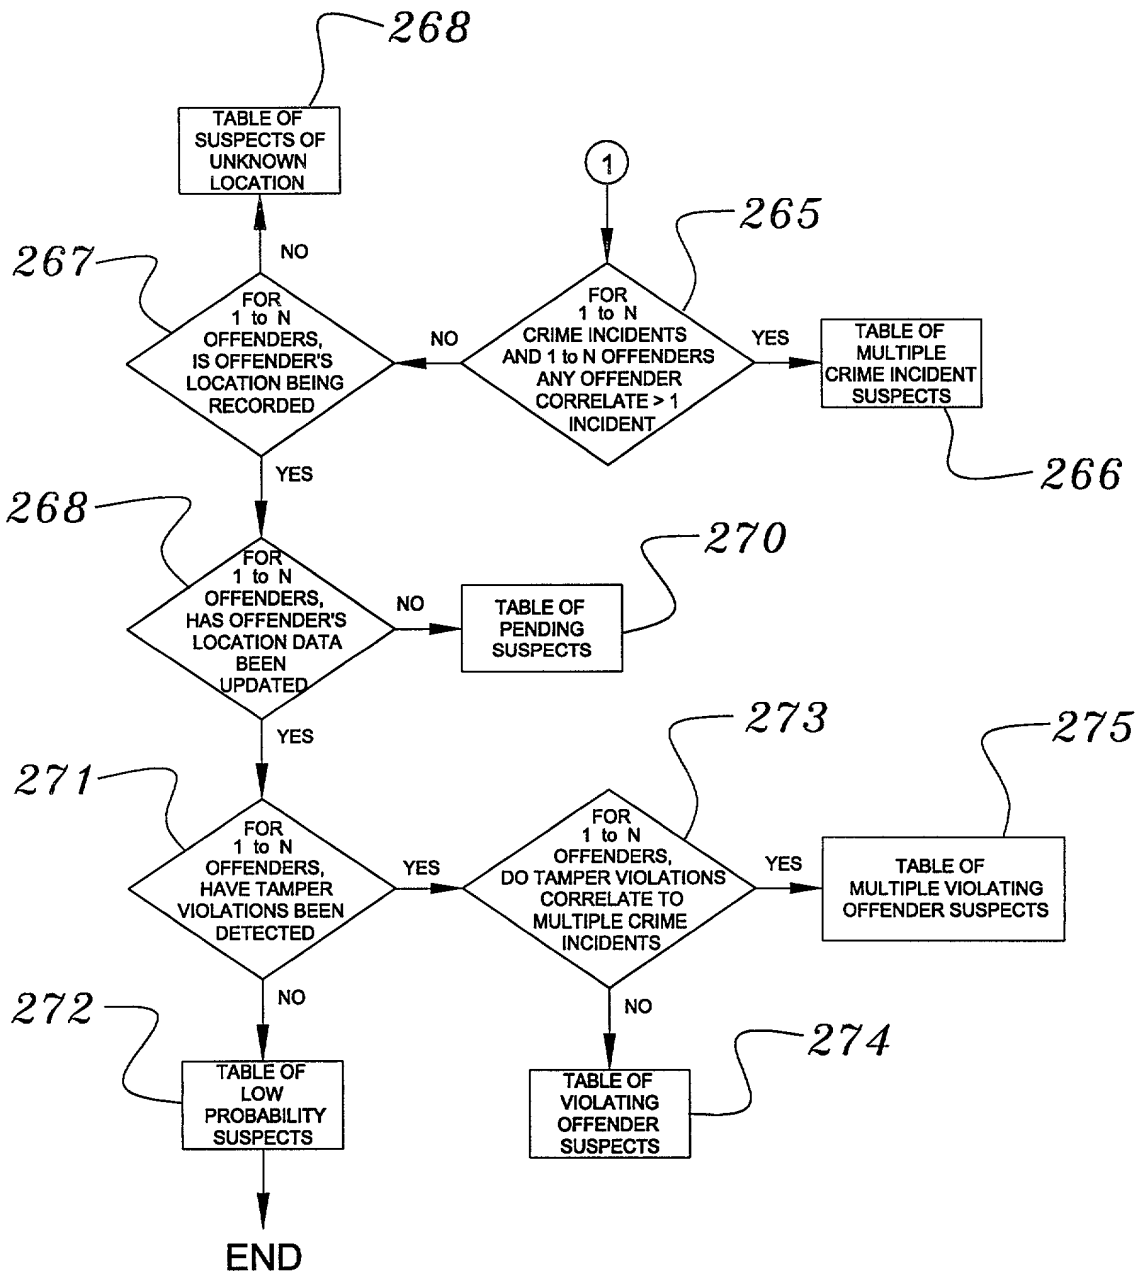 268
TABLE OF
SUSPECTS OF
UNKNOWN
LOCATION
1
265
267
NO
FOR
1 to N
OFFENDERS,
IS OFFENDER'S
LOCATION BEING
RECORDED
NO
FOR
1 to N
CRIME INCIDENTS
AND 1 to N OFFENDERS
ANY OFFENDER
CORRELATE > 1
INCIDENT
YES
TABLE OF
MULTIPLE
CRIME INCIDENT
SUSPECTS
266
YES
268
FOR
1 to N
OFFENDERS,
HAS OFFENDER'S
LOCATION DATA
BEEN
UPDATED
NO
TABLE OF
PENDING
SUSPECTS
270
YES
271
FOR
1 to N
OFFENDERS,
HAVE TAMPER
VIOLATIONS BEEN
DETECTED
YES
273
FOR
1 to N
OFFENDERS,
DO TAMPER VIOLATIONS
CORRELATE TO
MULTIPLE CRIME
INCIDENTS
YES
275
TABLE OF
MULTIPLE VIOLATING
OFFENDER SUSPECTS
NO
272
TABLE OF
LOW
PROBABILITY
SUSPECTS
NO
274
TABLE OF
VIOLATING
OFFENDER
SUSPECTS
END